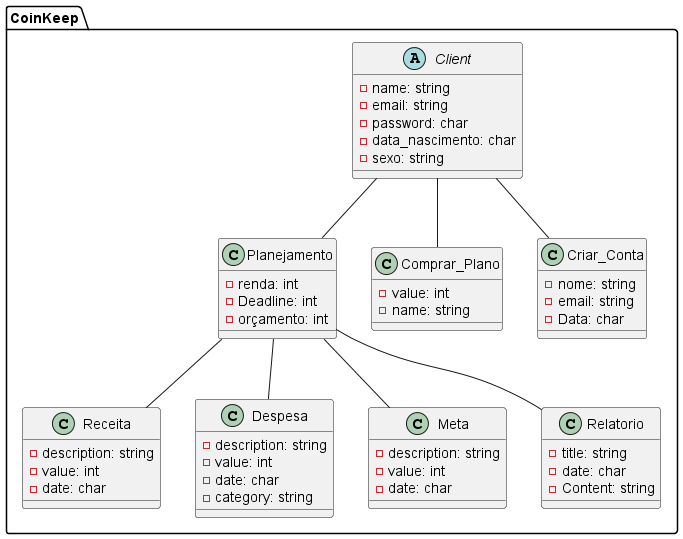 CoinKeep
A Client
name: string
email: string
password: char
data_nascimento: char
sexo: string
C Planejamento
renda: int
Deadline: int
orçamento: int
C Comprar_Plano
value: int
name: string
C Criar_Conta
nome: string
email: string
Data: char
C Receita
description: string
value: int
date: char
C Despesa
description: string
value: int
date: char
category: string
C Meta
description: string
value: int
date: char
C Relatorio
title: string
date: char
Content: string